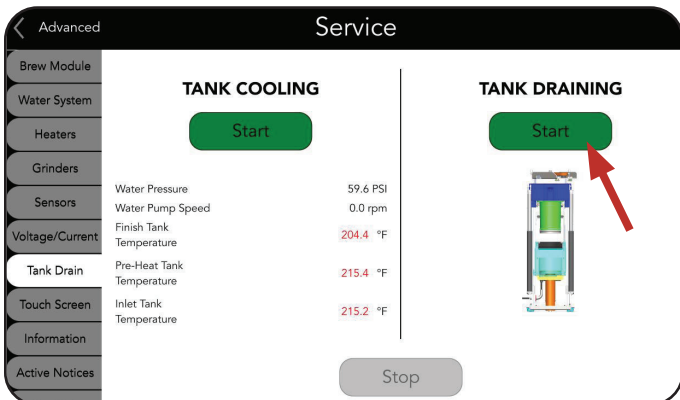 Advanced
Service
Brew Module
Water System
Heaters
Grinders
Sensors
Voltage/Current
Tank Drain
Touch Screen
Information
Active Notices
TANK COOLING
Start
Water Pressure 59.6 PSI
Water Pump Speed 0.0 rpm
Finish Tank
Temperature 204.4 °F
Pre-Heat Tank
Temperature 215.4 °F
Inlet Tank
Temperature 215.2 °F
TANK DRAINING
Start
Stop